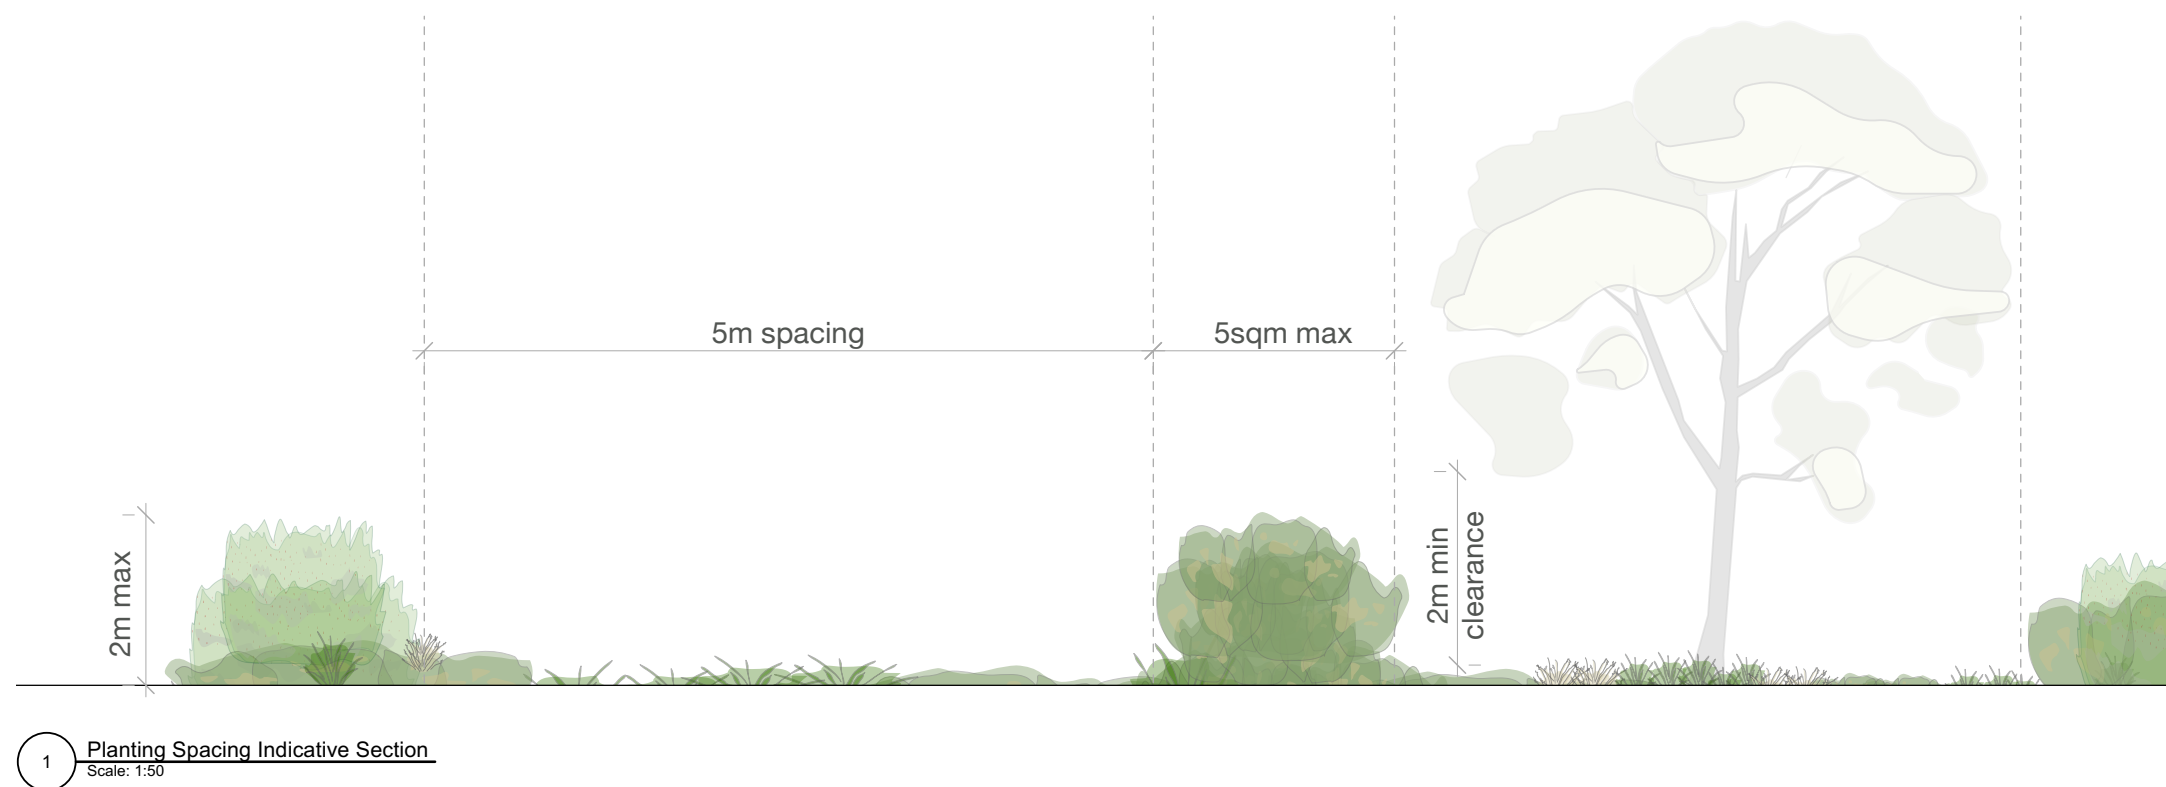 5m spacing
5sqm max
2m max
2m min
clearance
1
Planting Spacing Indicative Section
Scale: 1:50